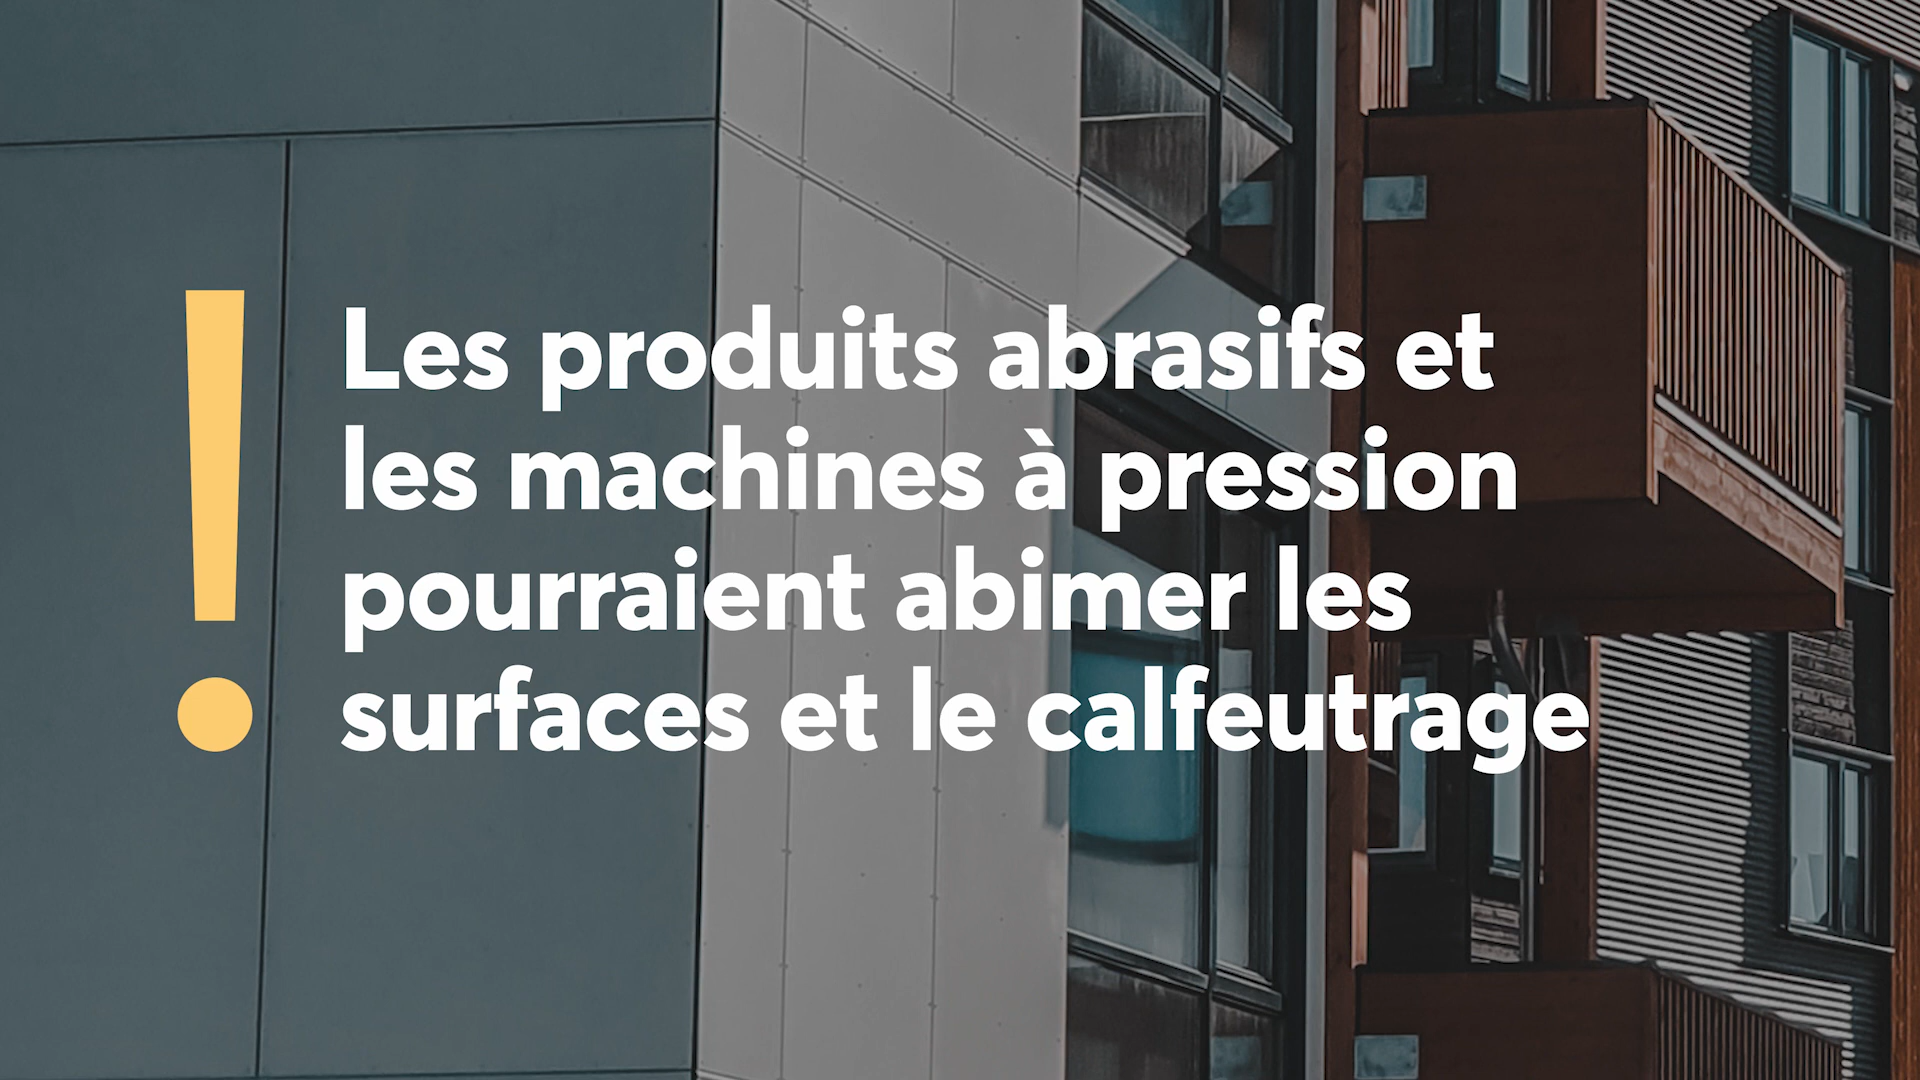 !
Les produits abrasifs et
les machines à pression
pourraient abimer les
surfaces et le calfeutrage